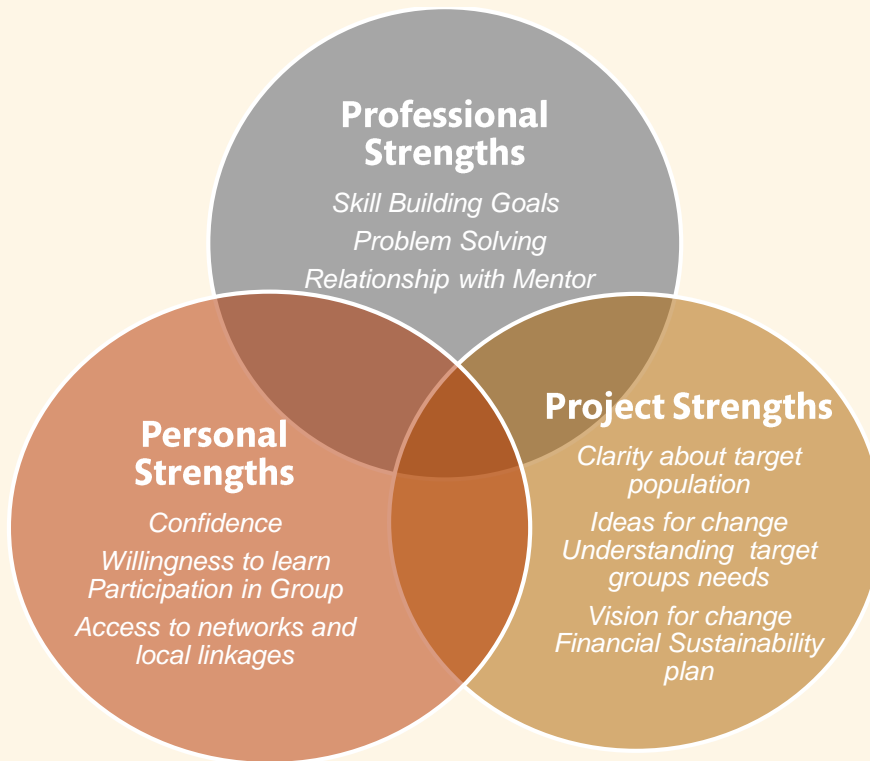 Professional
Strengths
Skill Building Goals
Problem Solving
Relationship with Mentor
Personal
Strengths
Confidence
Willingness to learn
Participation in Group
Access to networks and
local linkages
Project Strengths
Clarity about target
population
Ideas for change
Understanding target
groups needs
Vision for change
Financial Sustainability
plan